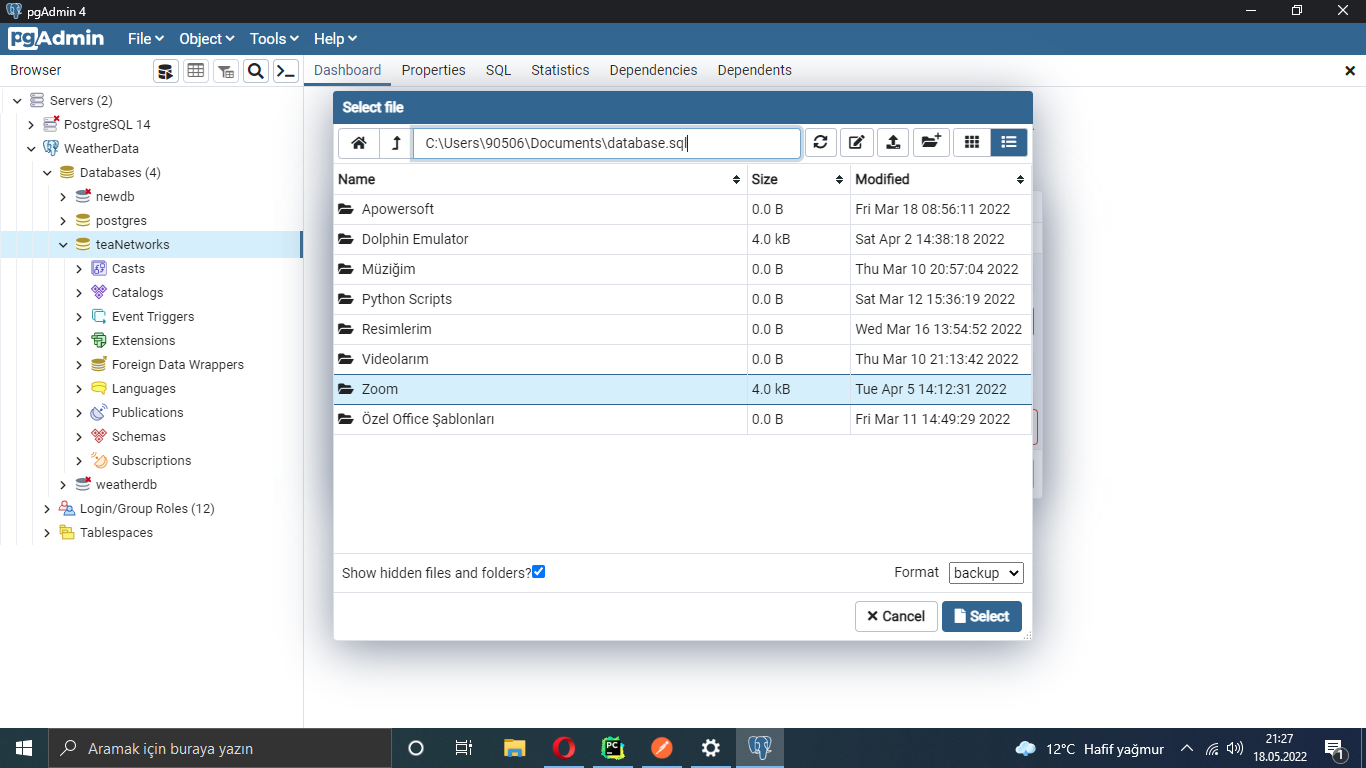 pgAdmin 4
pgAdmin File Object Tools Help
Browser
Dashboard Properties SQL Statistics Dependencies Dependents
Servers (2)
PostgreSQL 14
WeatherData
Databases (4)
newdb
postgres
teaNetworks
Casts
Catalogs
Event Triggers
Extensions
Foreign Data Wrappers
Languages
Publications
Schemas
Subscriptions
weatherdb
Login/Group Roles (12)
Tablespaces
Select file
C:\Users\90506\Documents\database.sql
Name Size Modified
Apowersoft 0.0 B Fri Mar 18 08:56:11 2022
Dolphin Emulator 4.0 kB Sat Apr 2 14:38:18 2022
Müziğim 0.0 B Thu Mar 10 20:57:04 2022
Python Scripts 0.0 B Sat Mar 12 15:36:19 2022
Resimlerim 0.0 B Wed Mar 16 13:54:52 2022
Videolarım 0.0 B Thu Mar 10 21:13:42 2022
Zoom 4.0 kB Tue Apr 5 14:12:31 2022
Özel Office Şablonları 0.0 B Fri Mar 11 14:49:29 2022
Show hidden files and folders?
Format backup
Cancel Select
Aramak için buraya yazın
PC
12°C Hafif yağmur
21:27
18.05.2022
1